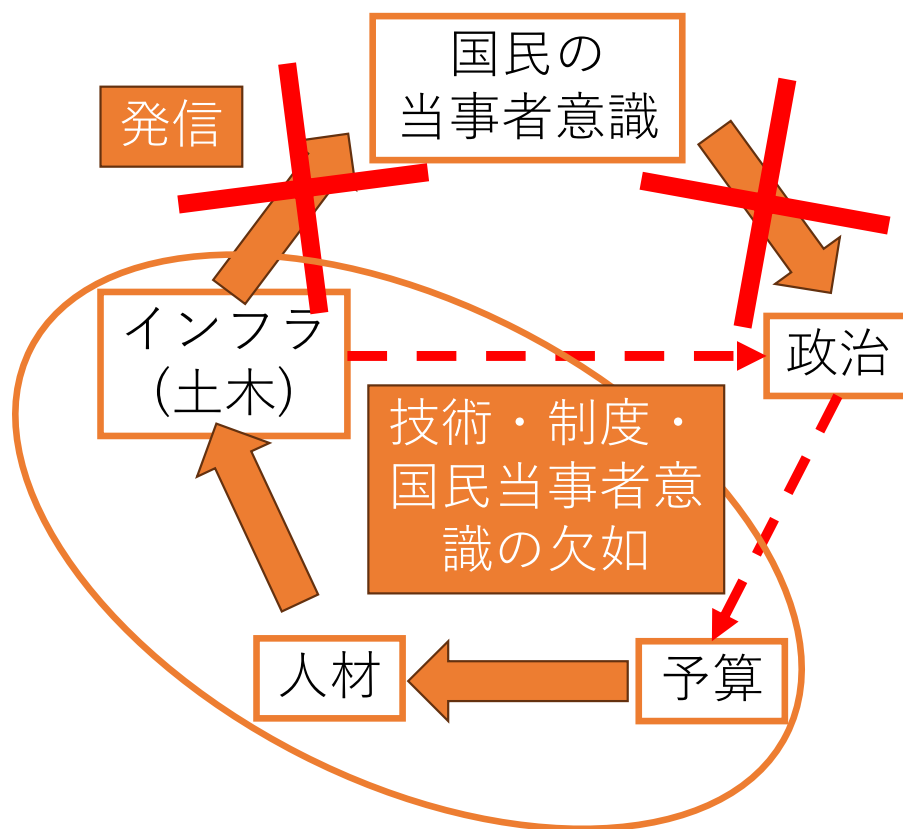 国民の
当事者意識
発信
インフラ
(土木)
政治
技術・制度・
国民当事者意
識の欠如
人材
予算